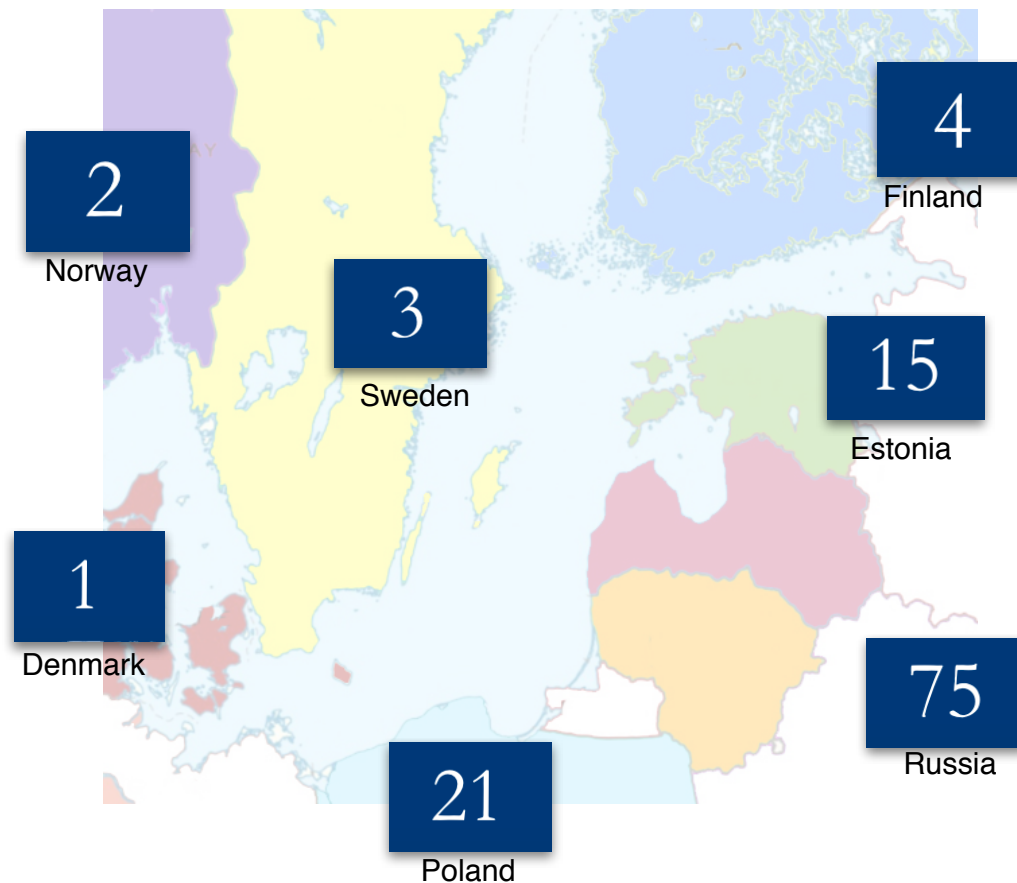 4
Finland
2
Norway
3
Sweden
15
Estonia
1
Denmark
75
Russia
21
Poland